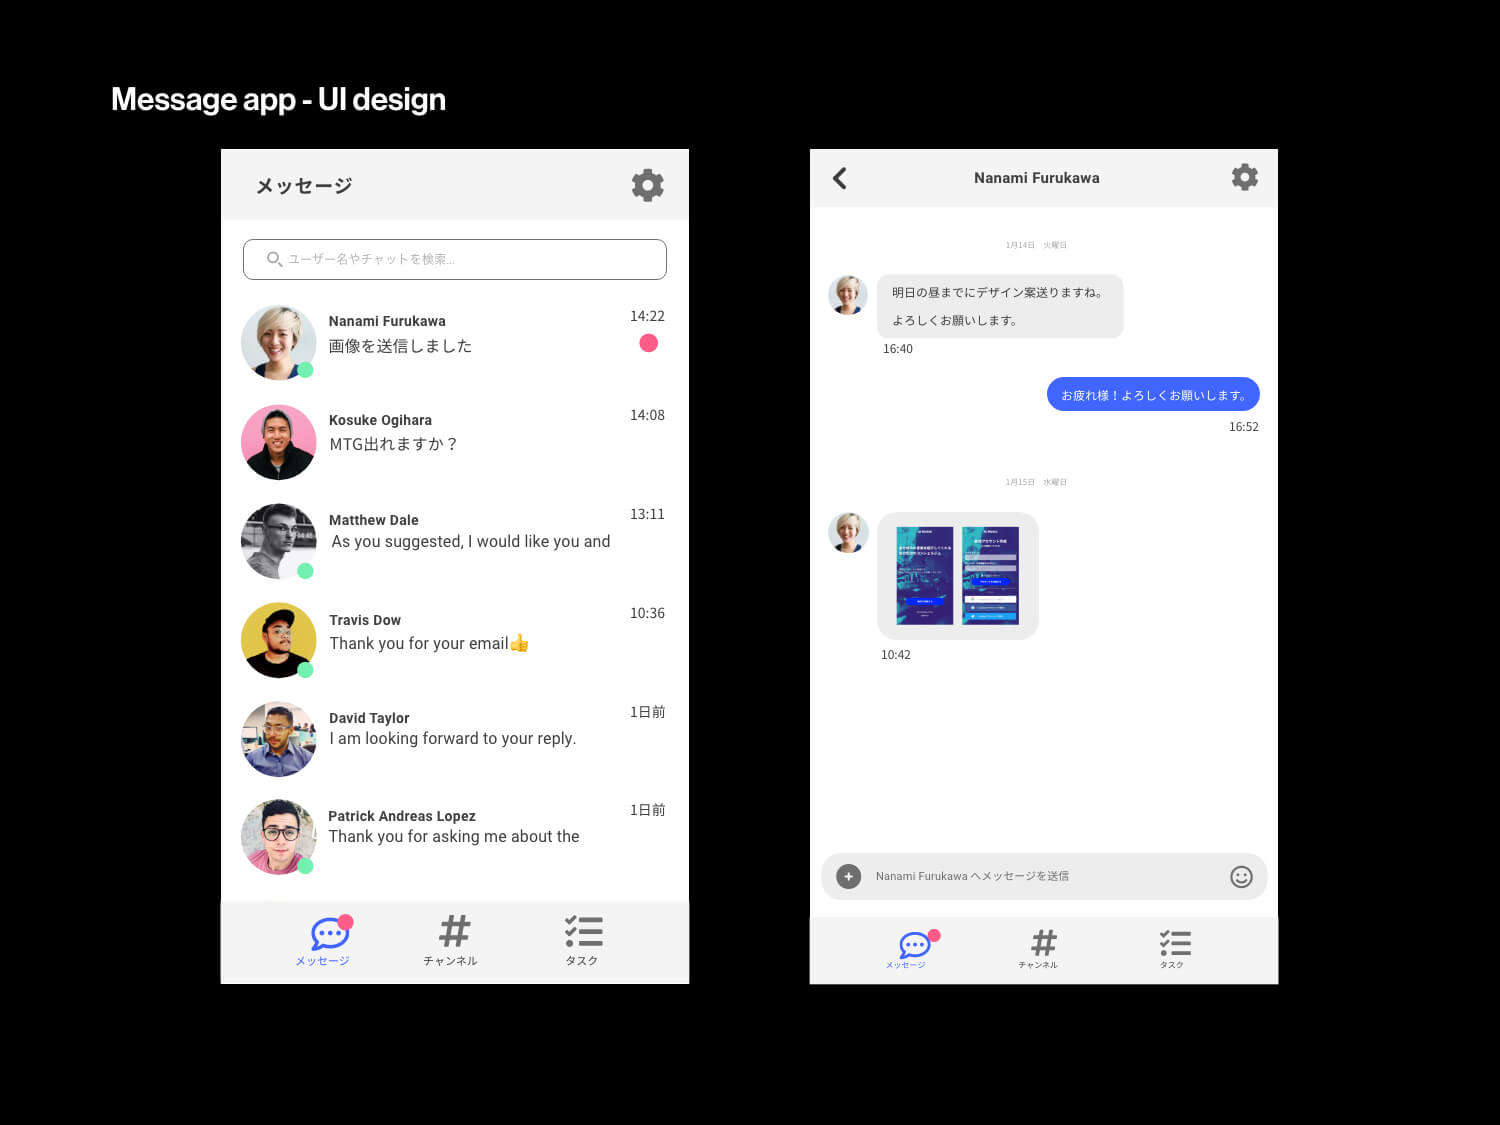 Message app - UI design
メッセージ
ユーザー名やチャットを検索...
Nanami Furukawa
14:22
画像を送信しました
Kosuke Ogihara
14:08
MTG出れますか？
Matthew Dale
13:11
As you suggested, I would like you and
Travis Dow
10:36
Thank you for your email👍
David Taylor
1日前
I am looking forward to your reply.
Patrick Andreas Lopez
1日前
Thank you for asking me about the
メッセージ
チャンネル
タスク
Nanami Furukawa
1月14日　火曜日
明日の昼までにデザイン案送りますね。
よろしくお願いします。
16:40
お疲れ様！よろしくお願いします。
16:52
1月15日　水曜日
10:42
Nanami Furukawa へメッセージを送信
メッセージ
チャンネル
タスク